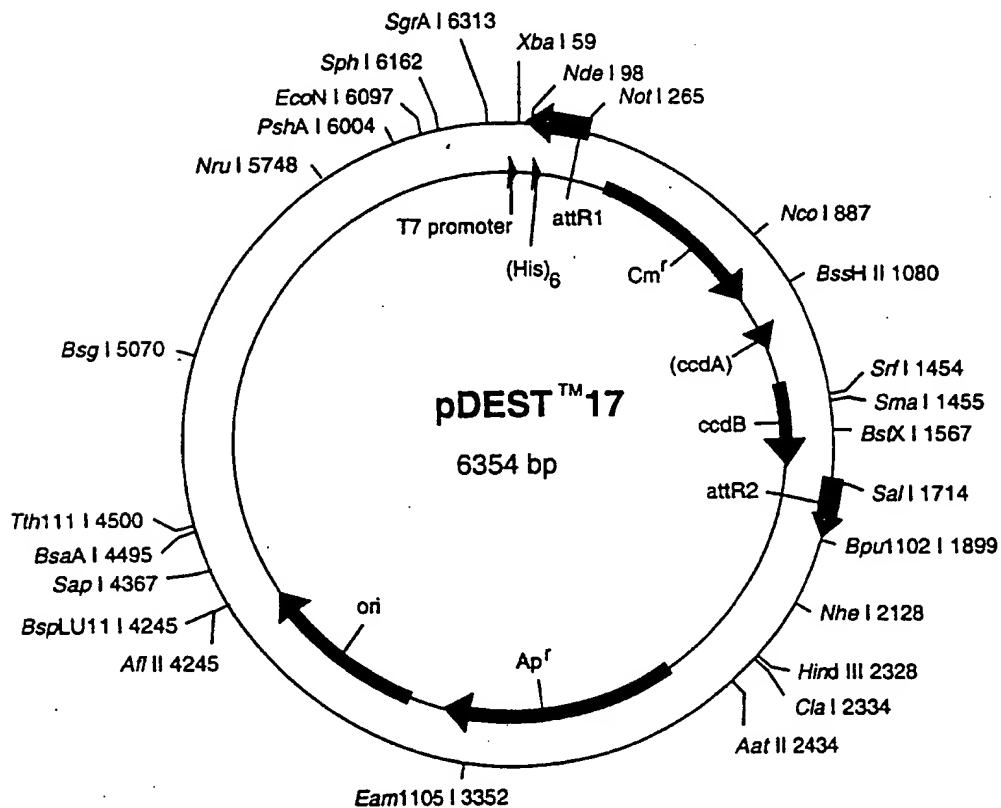 SgrA I 6313
Xba I 59
Sph I 6162
Nde I 98
EcoN I 6097
Not I 265
PshA I 6004
Nru I 5748
Nco I 887
T7 promoter
attR1
(His)6
Cmr
BssH II 1080
Bsg I 5070
(ccdA)
Srf I 1454
pDEST™17
Sma I 1455
ccdB
BstX I 1567
6354 bp
attR2
Sal I 1714
Tth111 I 4500
Bpu1102 I 1899
BsaA I 4495
Sap I 4367
ori
Nhe I 2128
BspLU11 I 4245
Afl II 4245
Apr
Hind III 2328
Cla I 2334
Aat II 2434
Eam1105 I 3352